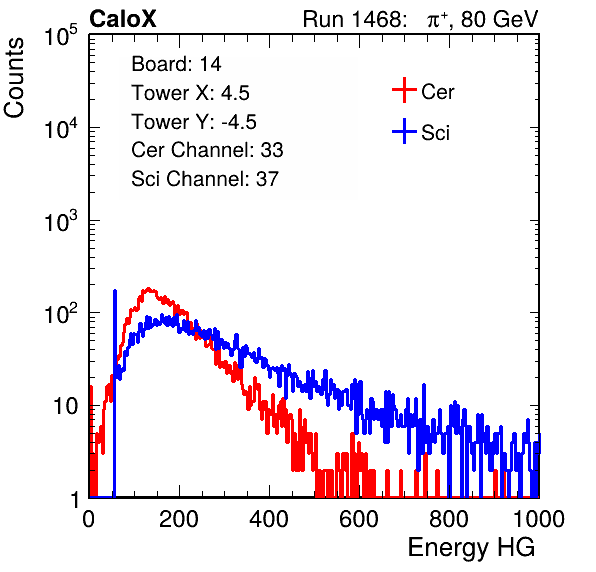 CaloX Run 1468: π⁺, 80 GeV
Counts
Board: 14
Tower X: 4.5
Tower Y: -4.5
Cer Channel: 33
Sci Channel: 37
Cer
Sci
10⁵
10⁴
10³
10²
10
1
0 200 400 600 800 1000
Energy HG